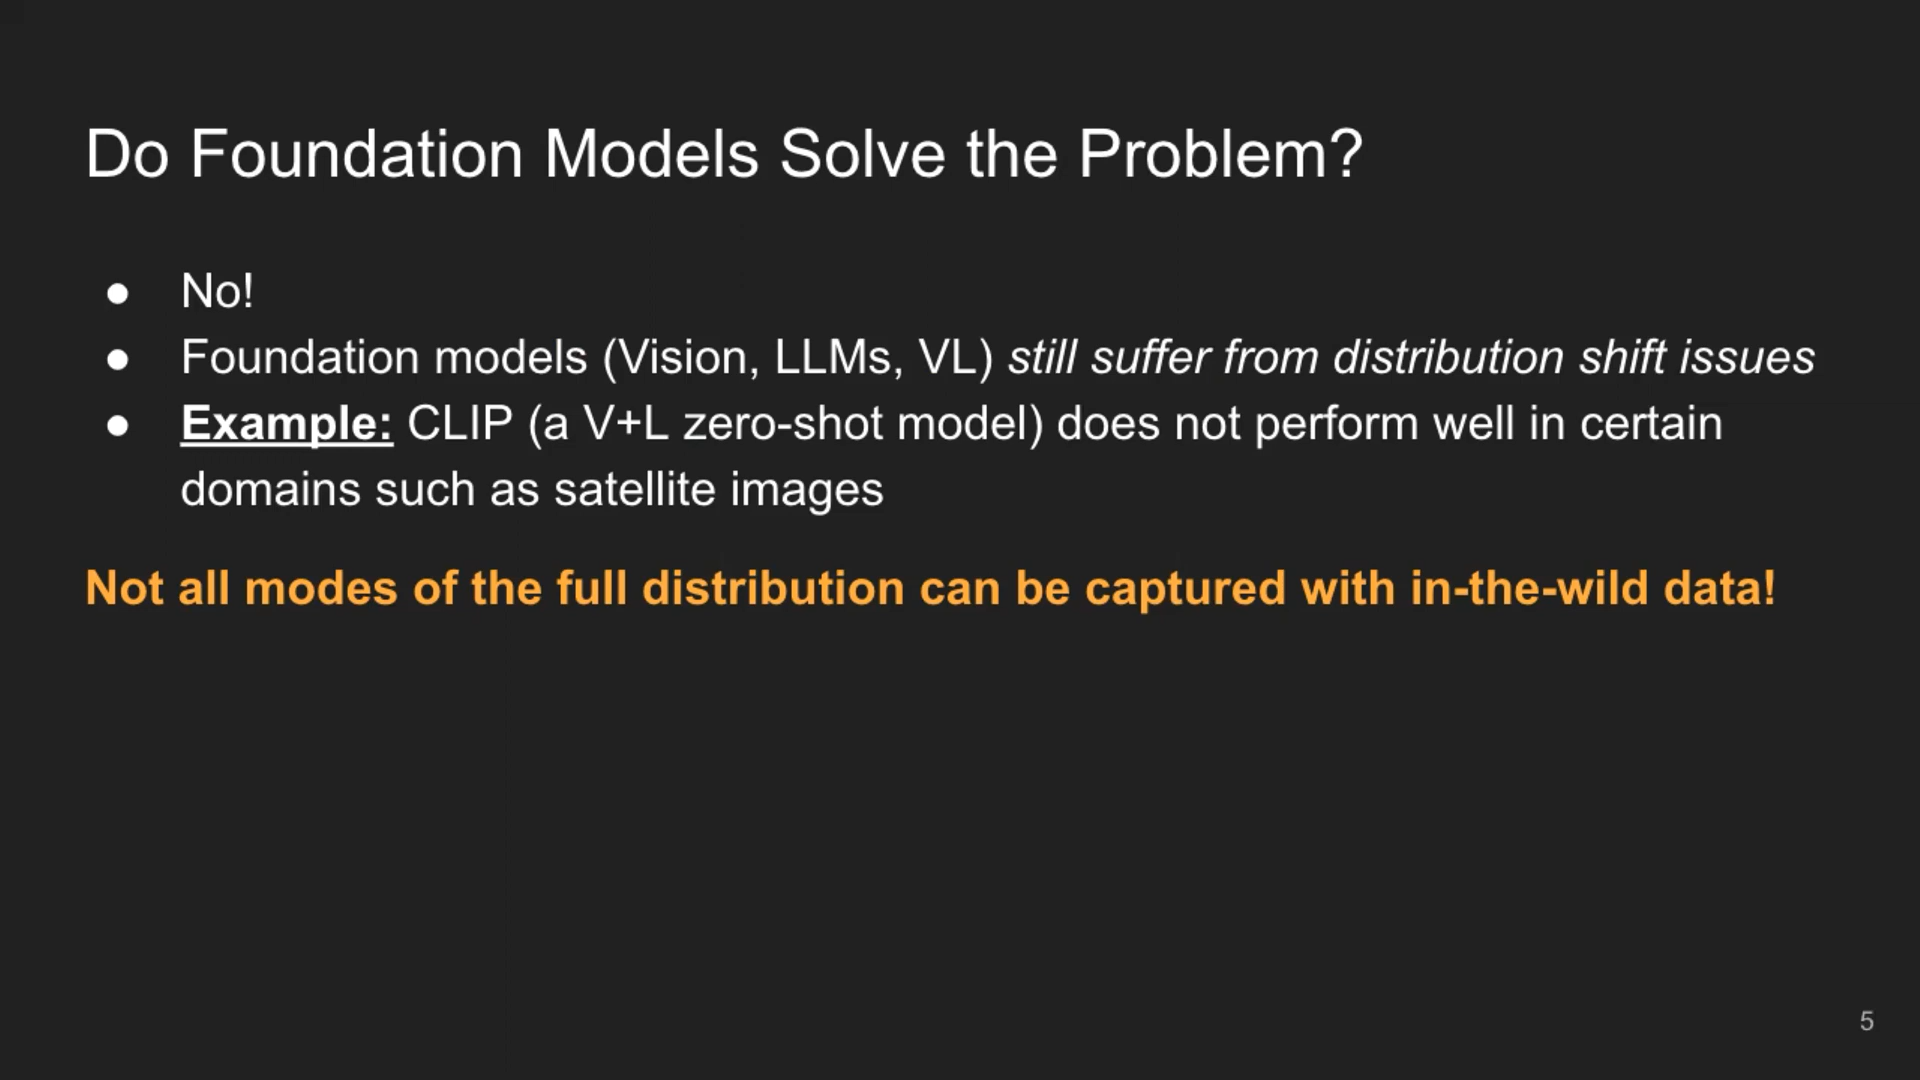 Do Foundation Models Solve the Problem?
● No!
● Foundation models (Vision, LLMs, VL) still suffer from distribution shift issues
● Example: CLIP (a V+L zero-shot model) does not perform well in certain
domains such as satellite images
Not all modes of the full distribution can be captured with in-the-wild data!
5